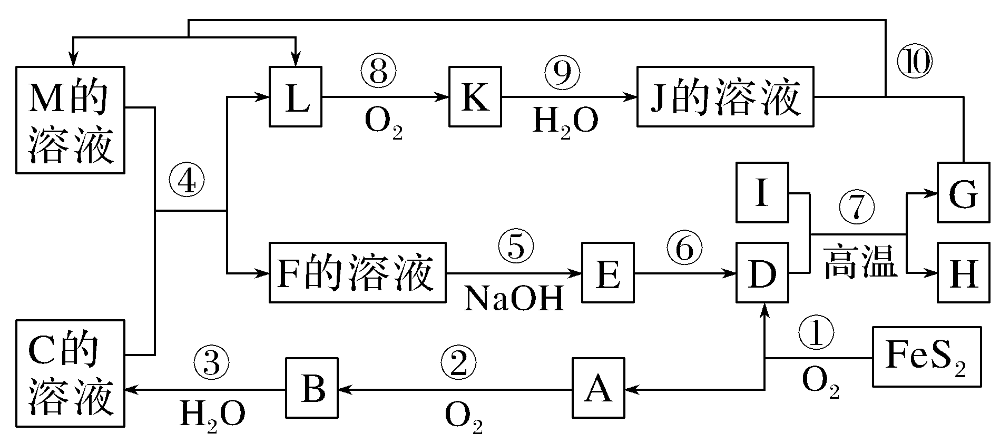 ⑩
⑧
⑨
M的
溶液
L
O₂
K
H₂O
J的溶液
④
I
⑦
高温
G
F的溶液
⑤
NaOH
E
⑥
D
H
C的
溶液
③
H₂O
B
②
O₂
A
①
O₂
FeS₂